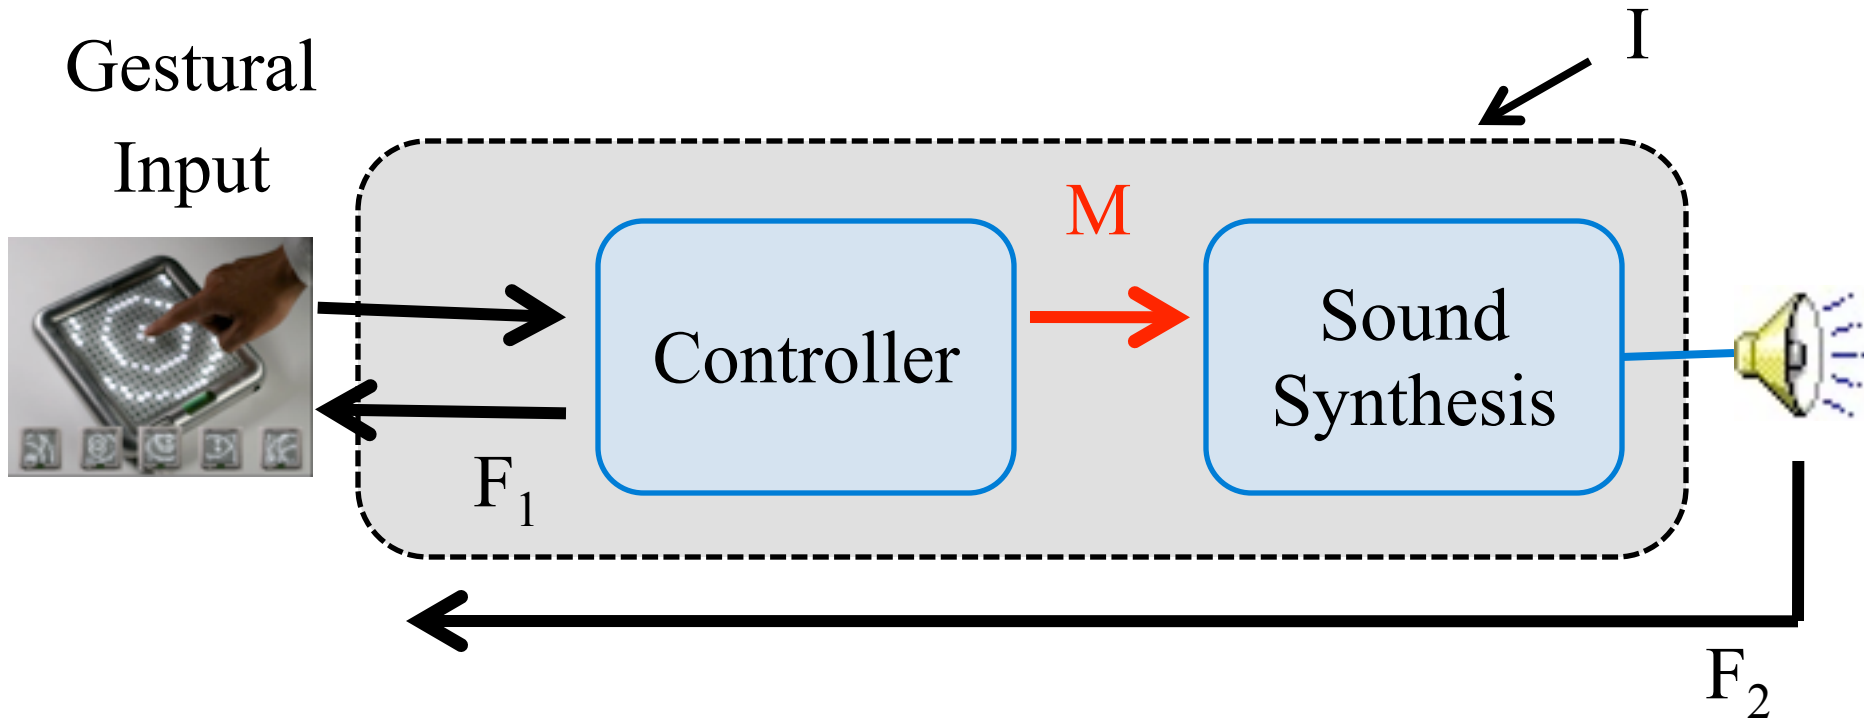 Gestural
Input
I
M
Controller
Sound
Synthesis
F1
F2